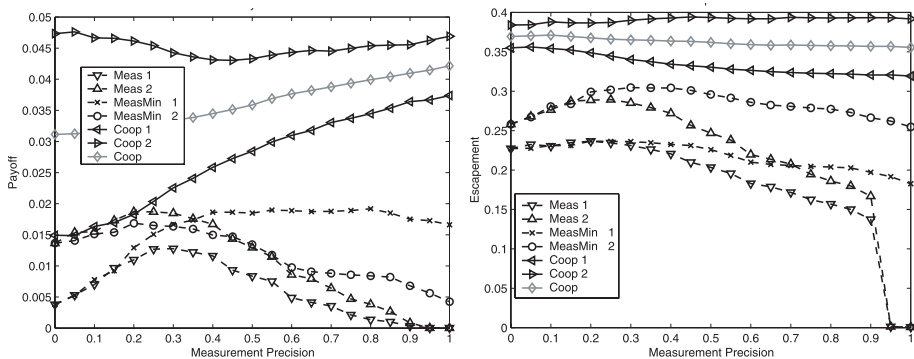 0.05
0.045
0.04
0.035
0.03
0.025
0.02
0.015
0.01
0.005
0
Payoff
Meas 1
Meas 2
MeasMin 1
MeasMin 2
Coop 1
Coop 2
Coop
0 0.1 0.2 0.3 0.4 0.5 0.6 0.7 0.8 0.9 1
Measurement Precision
0.4
0.35
0.3
0.25
0.2
0.15
0.1
0.05
0
Escapement
Meas 1
Meas 2
MeasMin 1
MeasMin 2
Coop 1
Coop 2
Coop
0 0.1 0.2 0.3 0.4 0.5 0.6 0.7 0.8 0.9 1
Measurement Precision